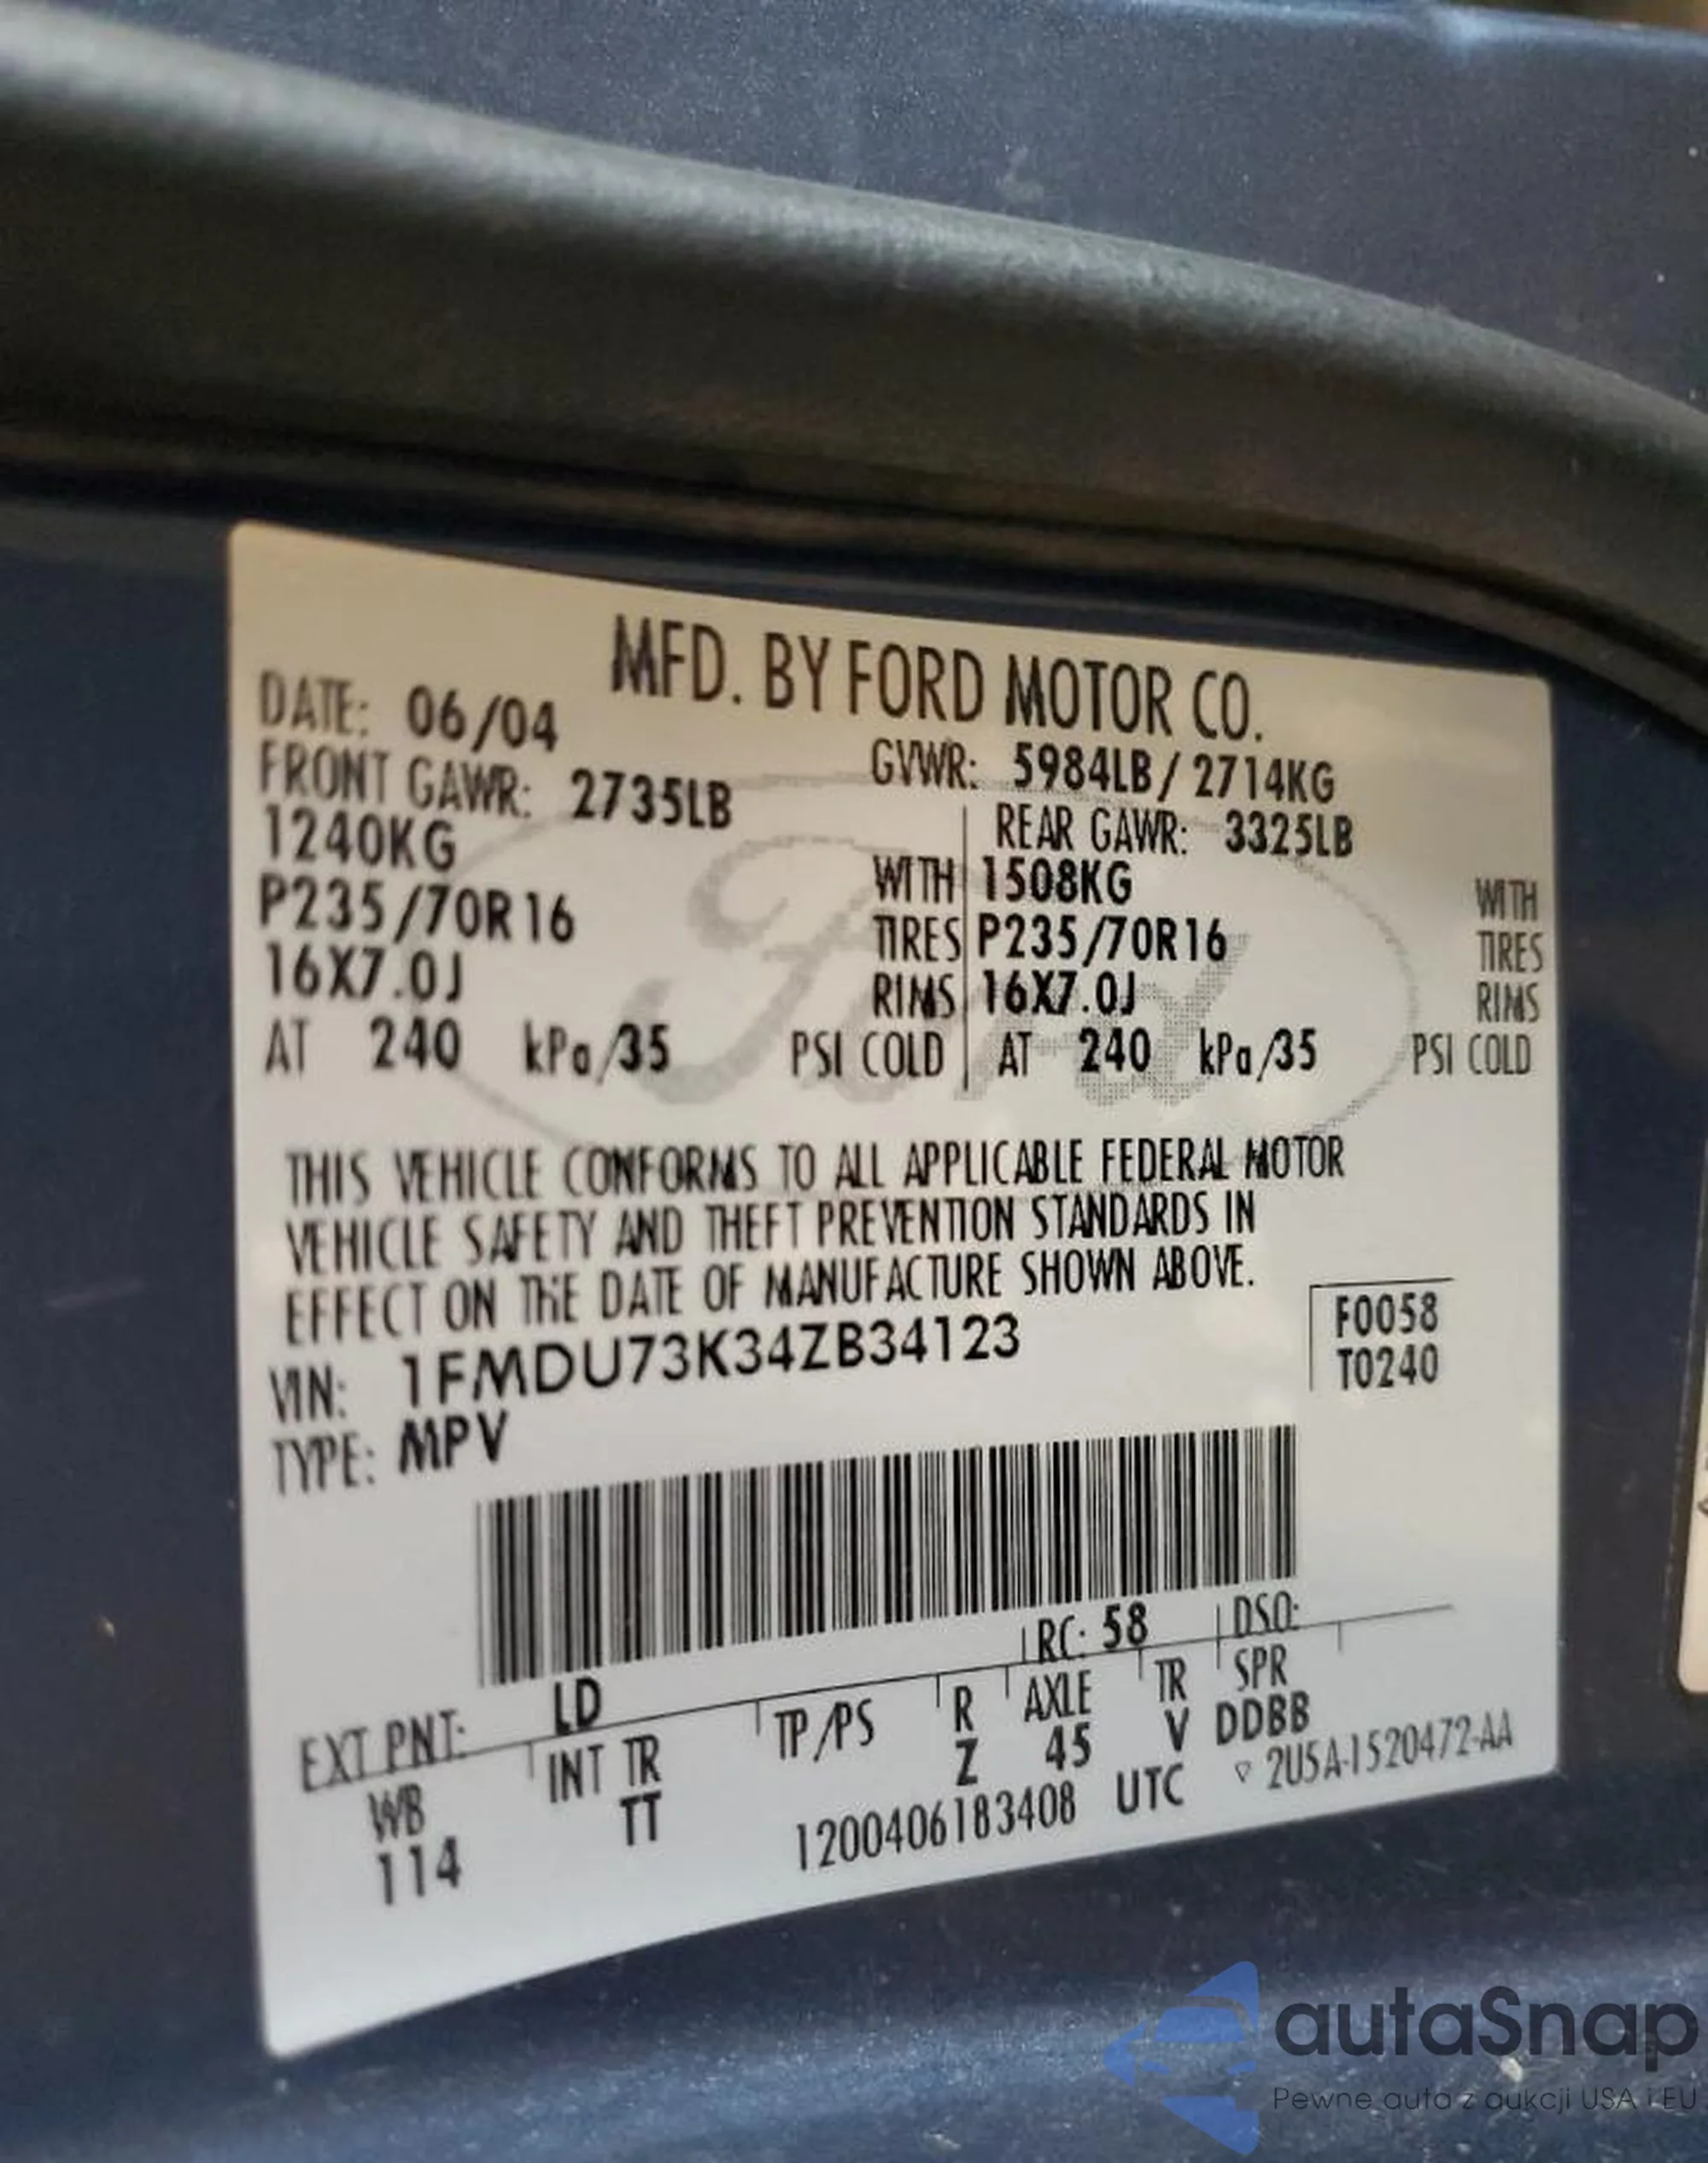 MFD. BY FORD MOTOR CO.
DATE: 06/04
GVWR: 5984LB/2714KG
FRONT GAWR: 2735LB
REAR GAWR: 3325LB
1240KG WITH 1508KG WITH
P235/70R16 TIRES P235/70R16 TIRES
16X7.0J RIMS 16X7.0J RIMS
AT 240 kPa/35 PSI COLD AT 240 kPa/35 PSI COLD
Ford
THIS VEHICLE CONFORMS TO ALL APPLICABLE FEDERAL MOTOR
VEHICLE SAFETY AND THEFT PREVENTION STANDARDS IN
EFFECT ON THE DATE OF MANUFACTURE SHOWN ABOVE.
VIN: 1FMDU73K34ZB34123
F0058
T0240
TYPE: MPV
EXT PNT: LD RC: 58 DSO:
WB INT TR TP/PS R AXLE TR SPR
114 TT Z 45 V DDBB
1200406183408 UTC ▽ 2U5A-1520472-AA
autaSnap
Pewne auta z aukcji USA i EU